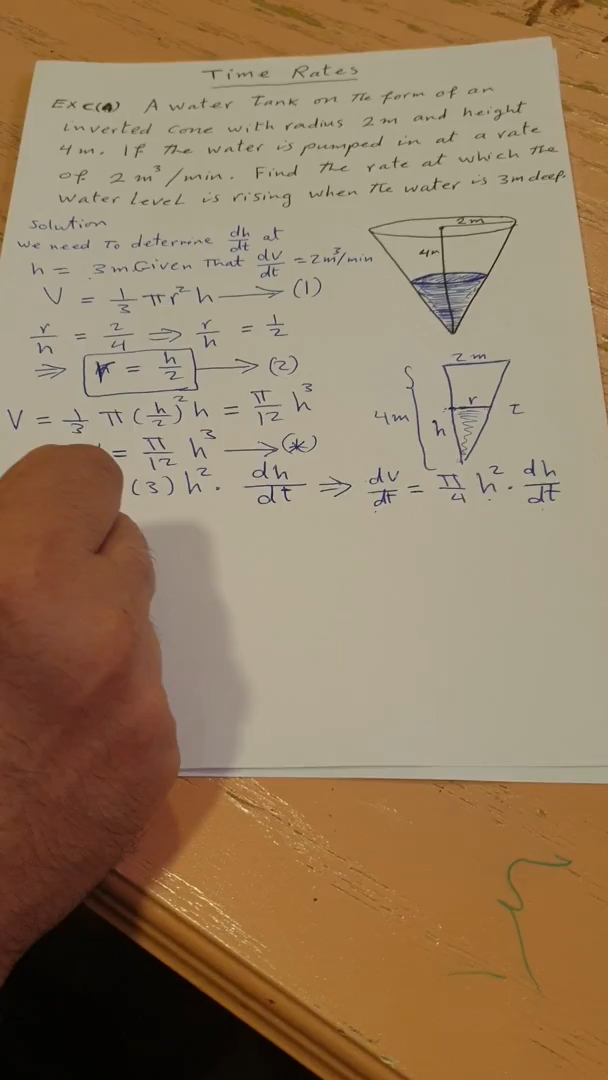 Time Rates
Exc(A) A water Tank on The form of an
inverted cone with radius 2m and height
4m. If the water is pumped in at a rate
of 2 m³/min. Find the rate at which the
water Level is rising when the water is 3m deep.
Solution
We need To determine dh/dt at
h = 3m Given That dv/dt = 2m³/min
V = 1/3 πr² h → (1)
r/h = 2/4 ⇒ r/h = 1/2
⇒ r = h/2 → (2)
V = 1/3 π (h/2)² h = π/12 h³
= π/12 h³ → (*)
(3) h² · dh/dt ⇒ dv/dt = π/4 h² · dh/dt
2m
4m
2m
4m
r
h